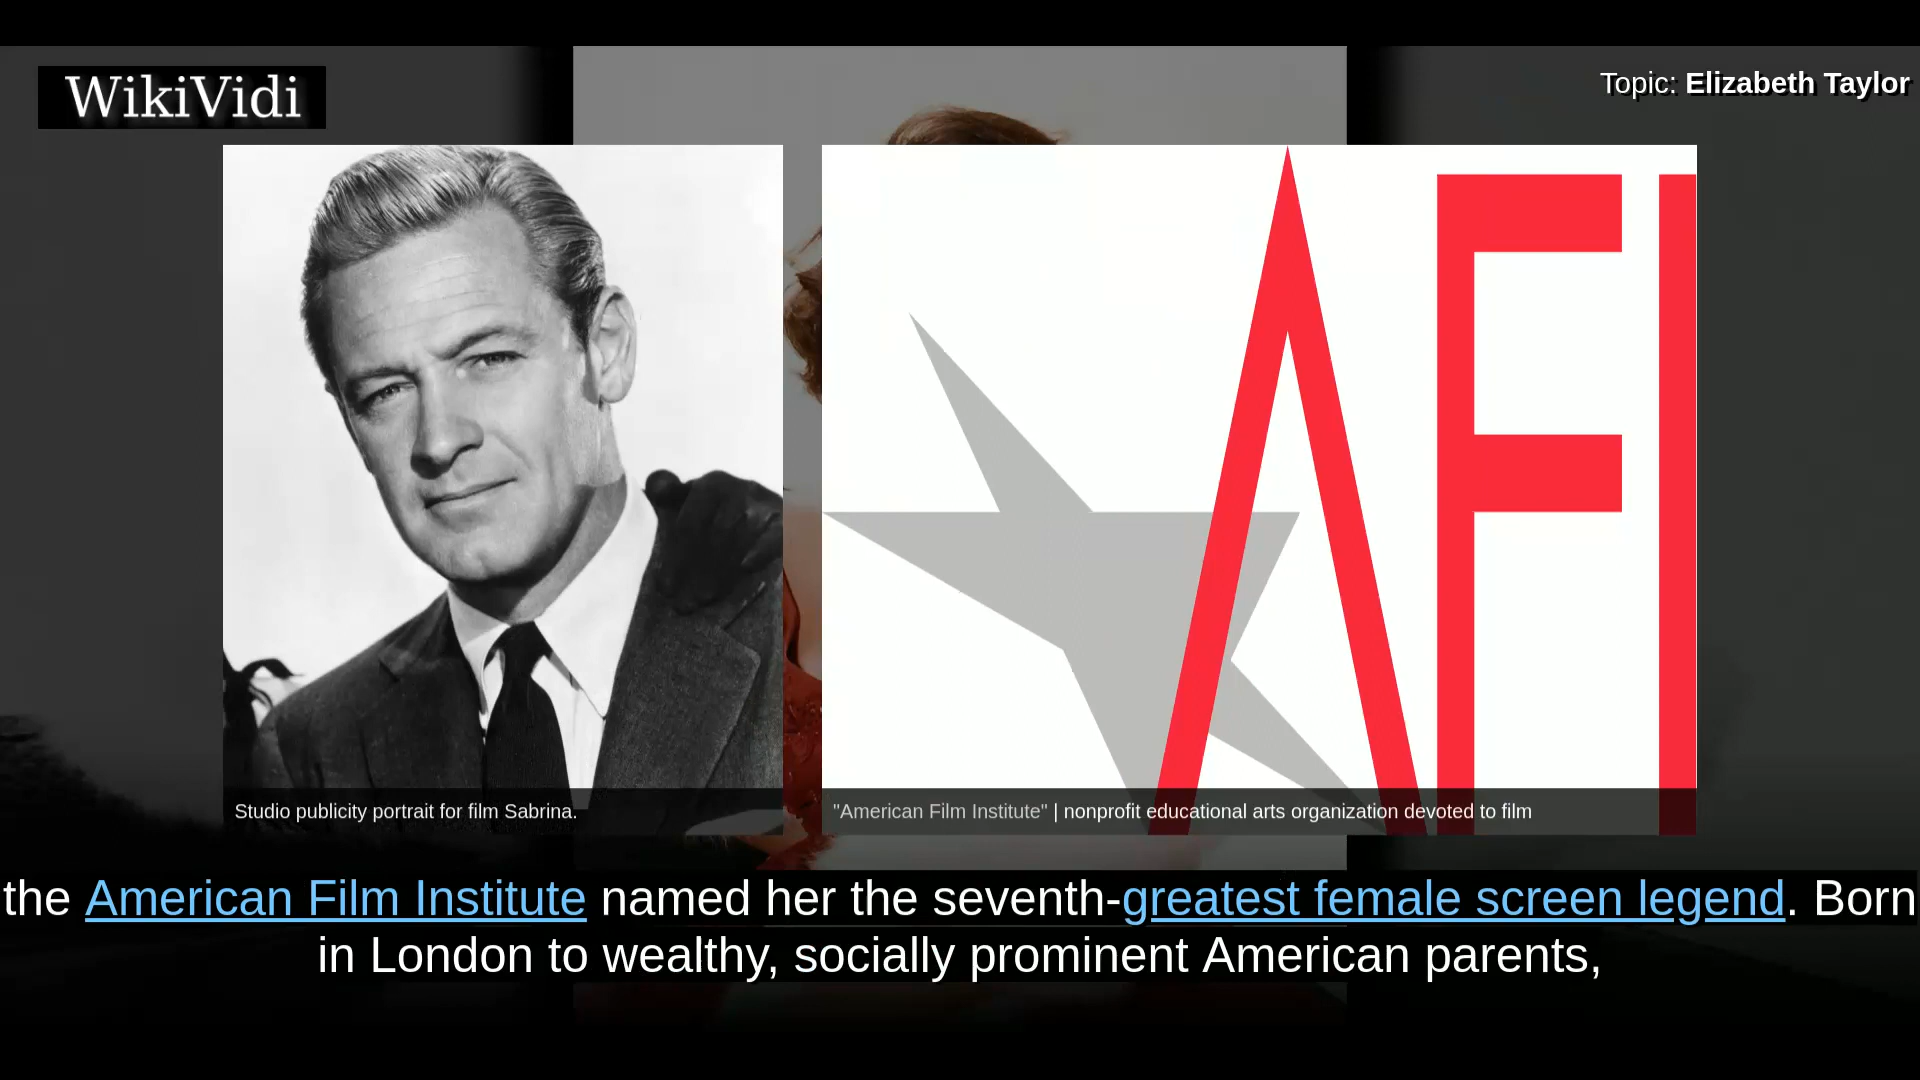 WikiVidi
Topic: Elizabeth Taylor
AFI
Studio publicity portrait for film Sabrina.
"American Film Institute" | nonprofit educational arts organization devoted to film
the American Film Institute named her the seventh-greatest female screen legend. Born
in London to wealthy, socially prominent American parents,